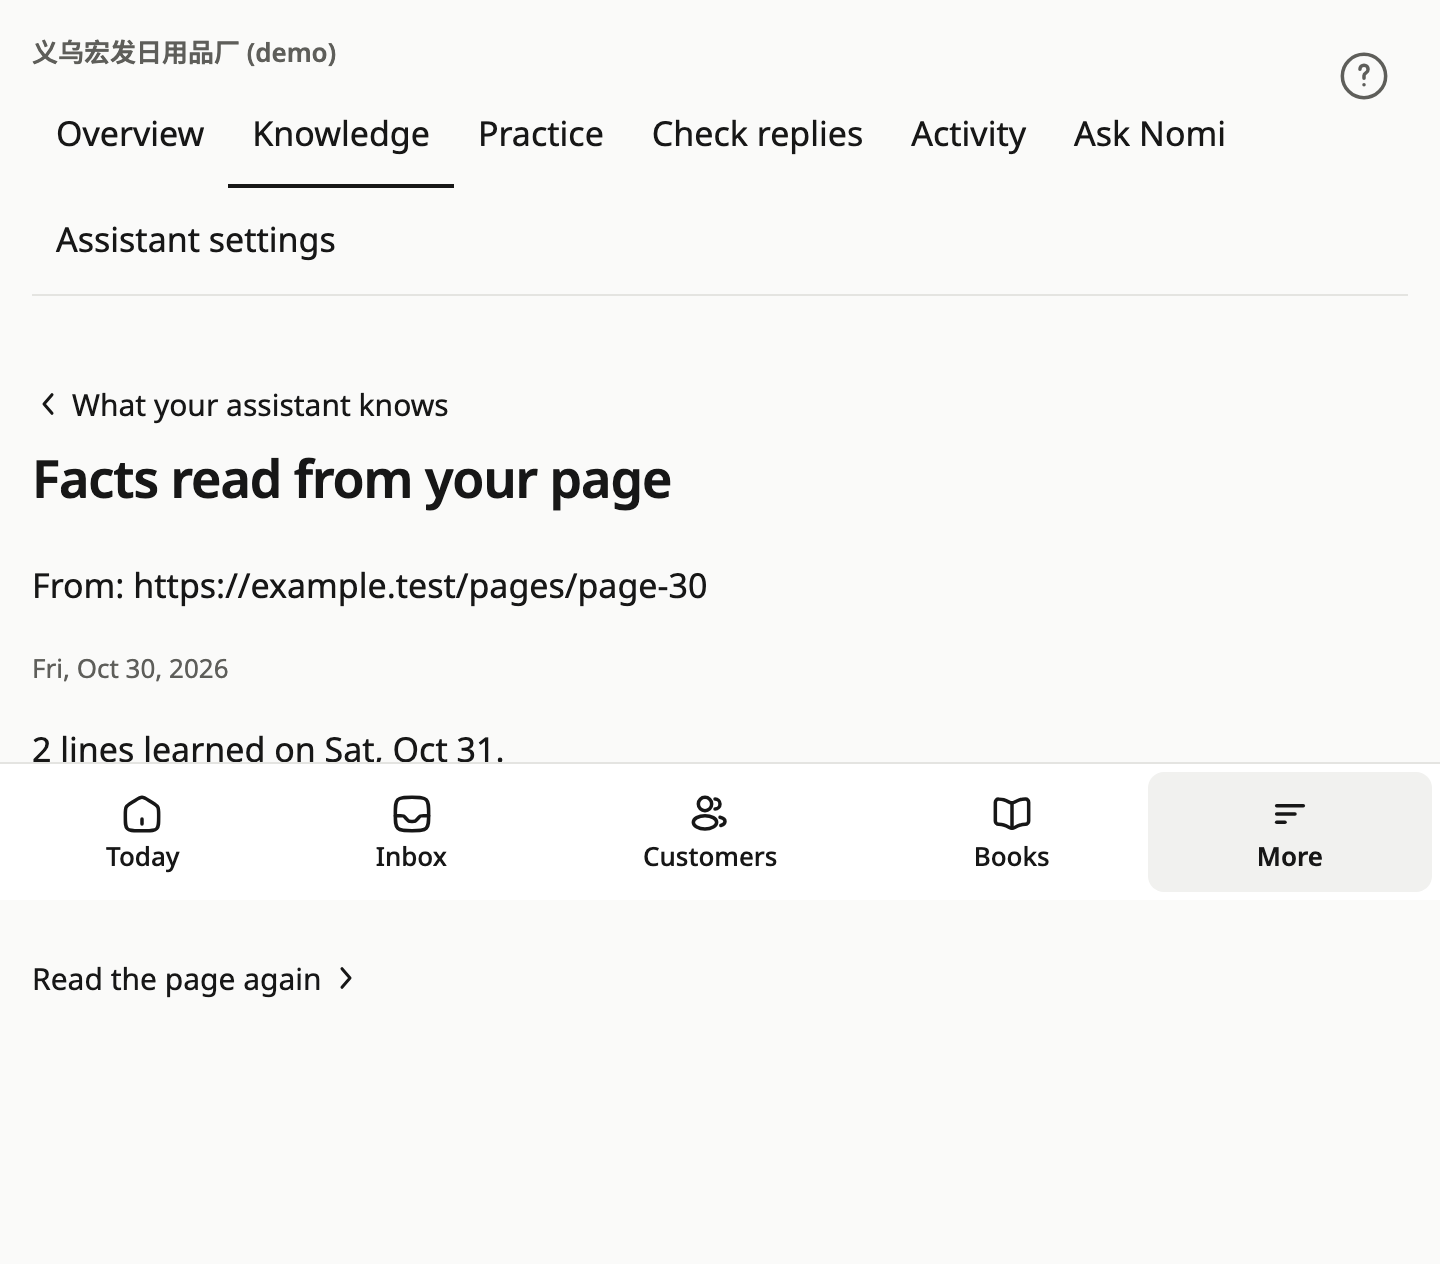 义乌宏发日用品厂 (demo)
Overview Knowledge Practice Check replies Activity Ask Nomi
Assistant settings
What your assistant knows
Facts read from your page
From: https://example.test/pages/page-30
Fri, Oct 30, 2026
2 lines learned on Sat, Oct 31.
Today Inbox Customers Books More
Read the page again